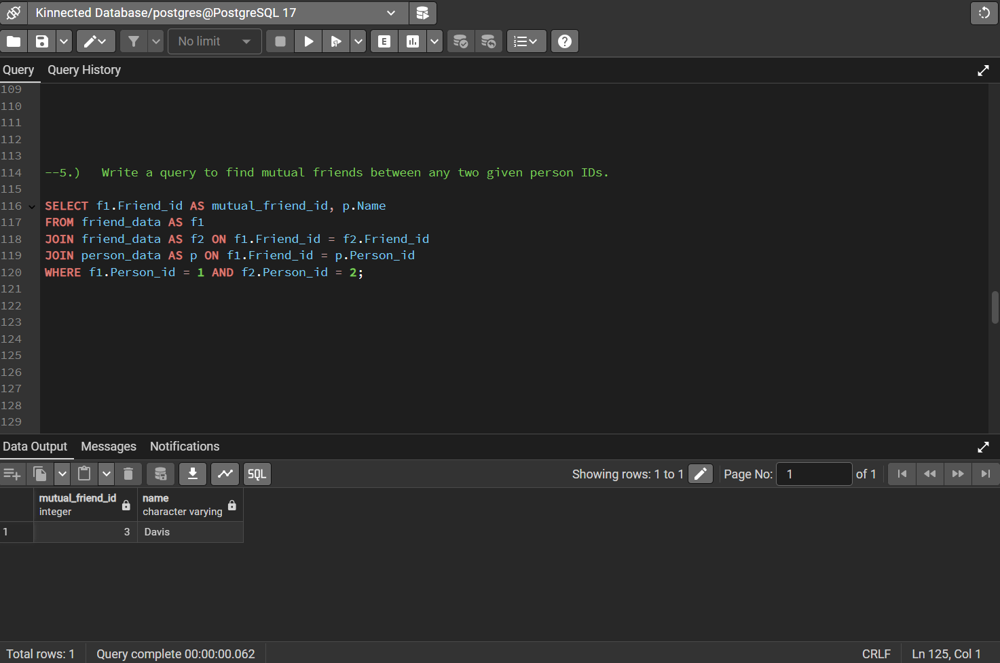 Kinnected Database/postgres@PostgreSQL 17
No limit
E
Query Query History
109
110
111
112
113
114 --5.) Write a query to find mutual friends between any two given person IDs.
115
116 SELECT f1.Friend_id AS mutual_friend_id, p.Name
117 FROM friend_data AS f1
118 JOIN friend_data AS f2 ON f1.Friend_id = f2.Friend_id
119 JOIN person_data AS p ON f1.Friend_id = p.Person_id
120 WHERE f1.Person_id = 1 AND f2.Person_id = 2;
121
122
123
124
125
126
127
128
129
Data Output Messages Notifications
SQL Showing rows: 1 to 1 Page No: 1 of 1
mutual_friend_id name
integer character varying
1 3 Davis
Total rows: 1 Query complete 00:00:00.062 CRLF Ln 125, Col 1